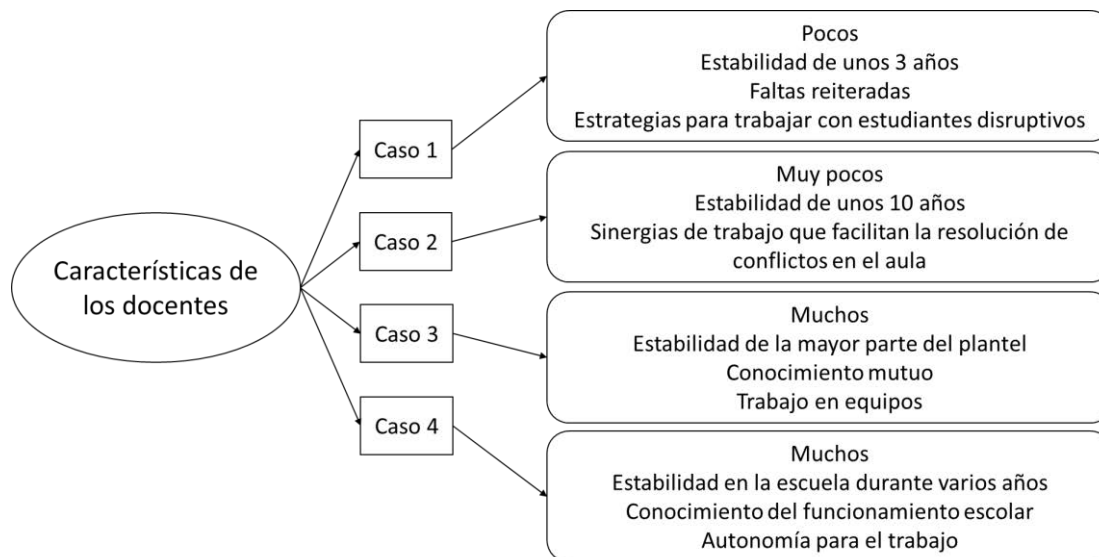 Características de
los docentes
Caso 1
Pocos
Estabilidad de unos 3 años
Faltas reiteradas
Estrategias para trabajar con estudiantes disruptivos
Caso 2
Muy pocos
Estabilidad de unos 10 años
Sinergias de trabajo que facilitan la resolución de
conflictos en el aula
Caso 3
Muchos
Estabilidad de la mayor parte del plantel
Conocimiento mutuo
Trabajo en equipos
Caso 4
Muchos
Estabilidad en la escuela durante varios años
Conocimiento del funcionamiento escolar
Autonomía para el trabajo